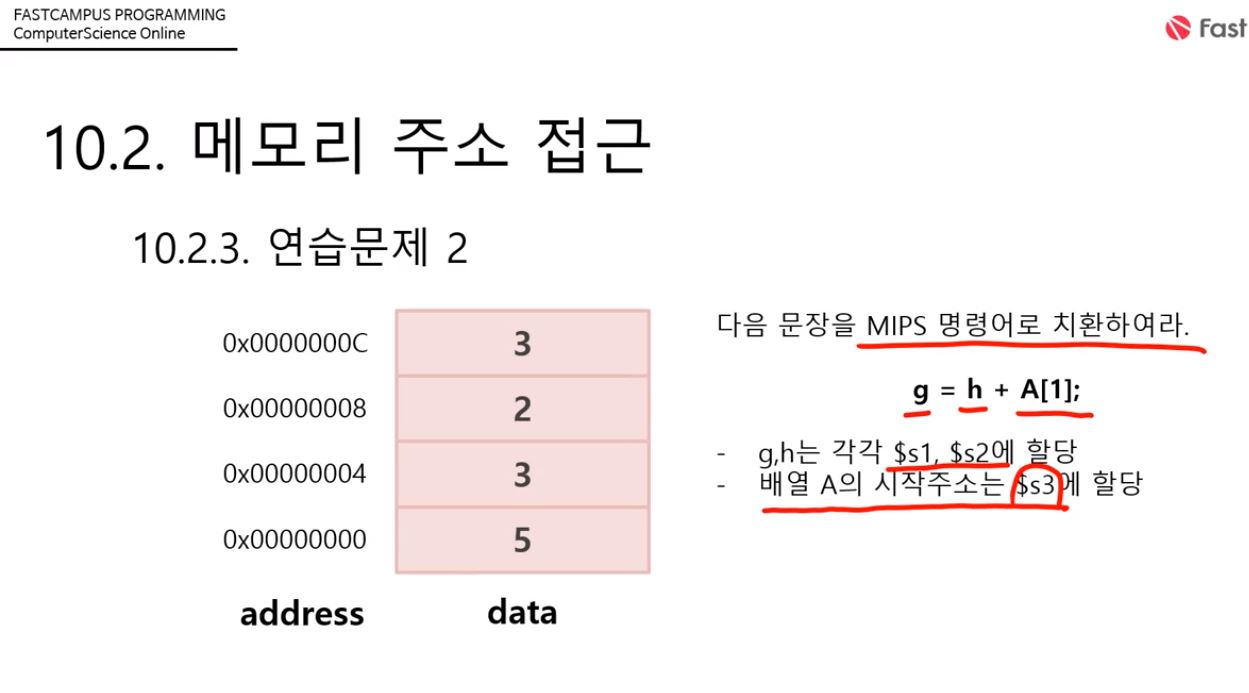 FASTCAMPUS PROGRAMMING
ComputerScience Online
Fast
10.2. 메모리 주소 접근
10.2.3. 연습문제 2
0x0000000C 3
0x00000008 2
0x00000004 3
0x00000000 5
address data
다음 문장을 MIPS 명령어로 치환하여라.
g = h + A[1];
- g,h는 각각 $s1, $s2에 할당
- 배열 A의 시작주소는 $s3에 할당